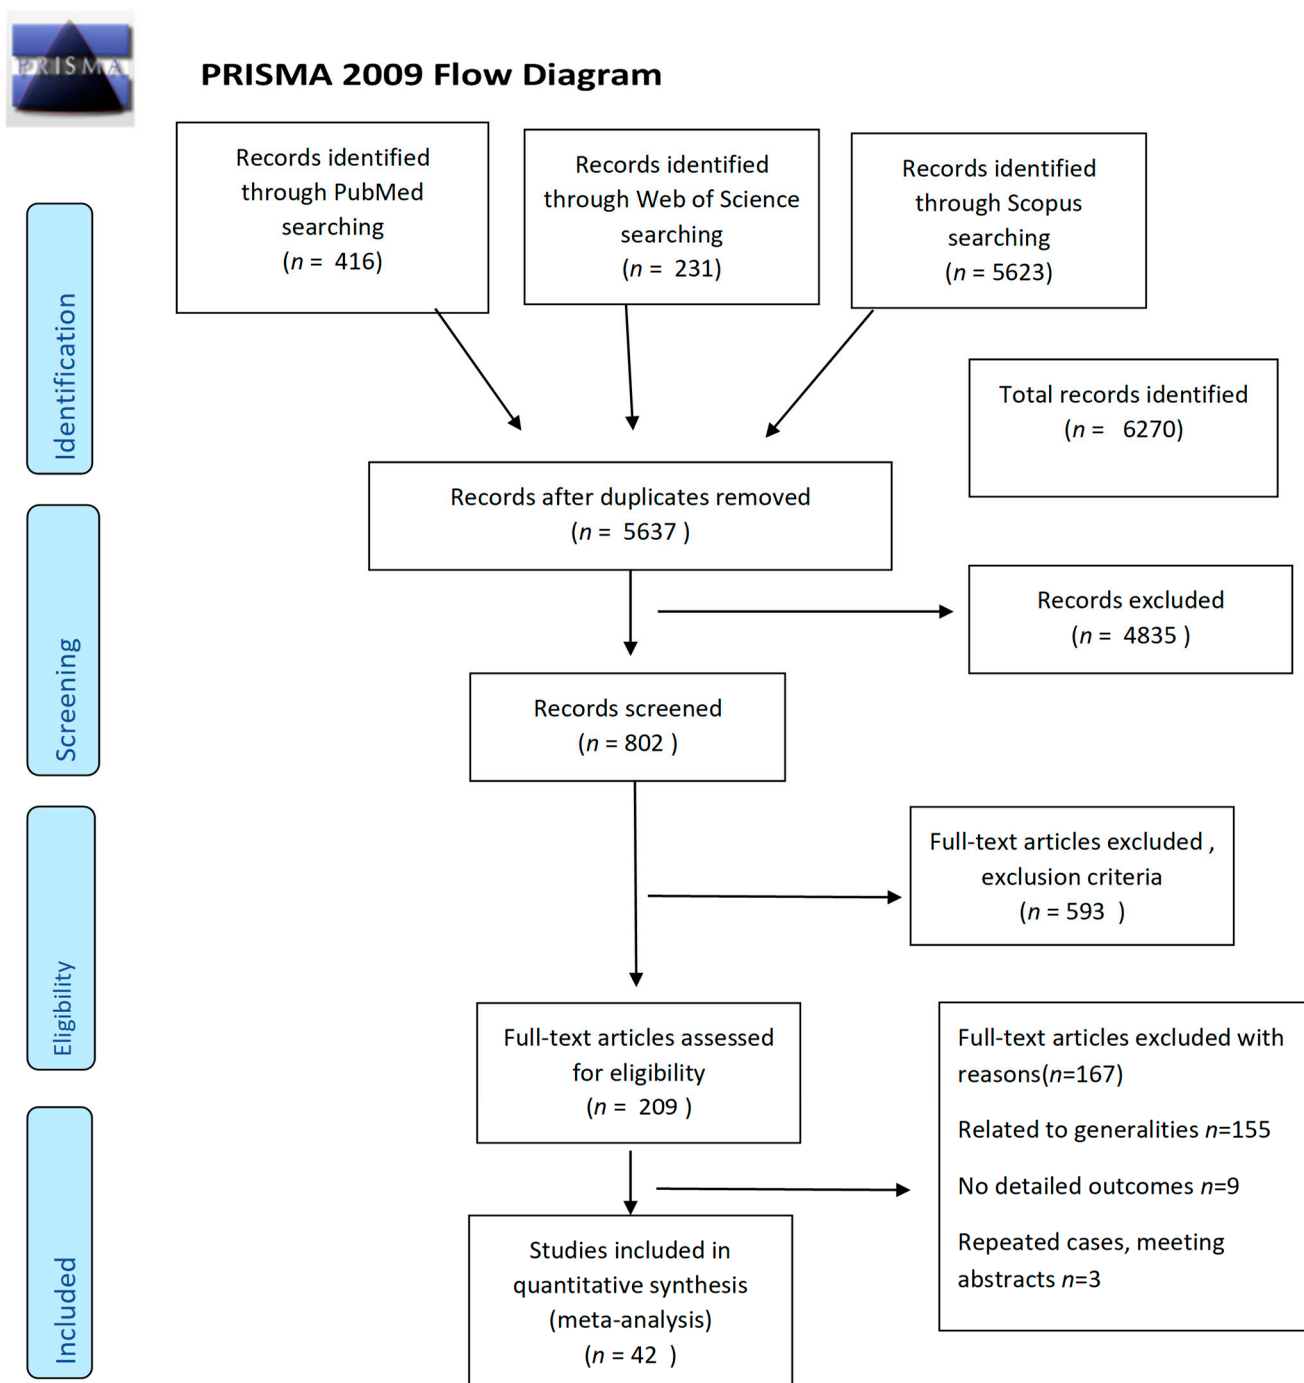 PRISMA
PRISMA 2009 Flow Diagram
Records identified
through PubMed
searching
(n = 416)
Records identified
through Web of Science
searching
(n = 231)
Records identified
through Scopus
searching
(n = 5623)
Identification
Total records identified
(n = 6270)
Records after duplicates removed
(n = 5637 )
Screening
Records excluded
(n = 4835 )
Records screened
(n = 802 )
Eligibility
Full-text articles excluded ,
exclusion criteria
(n = 593 )
Full-text articles assessed
for eligibility
(n = 209 )
Full-text articles excluded with
reasons(n=167)
Related to generalities n=155
No detailed outcomes n=9
Repeated cases, meeting
abstracts n=3
Included
Studies included in
quantitative synthesis
(meta-analysis)
(n = 42 )